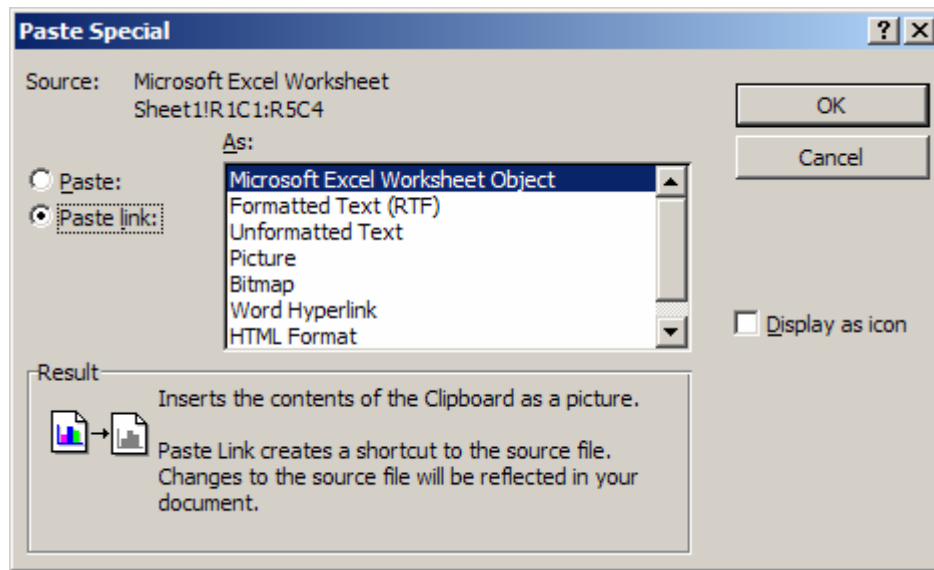 Paste Special
Source: Microsoft Excel Worksheet
Sheet1!R1C1:R5C4
OK
As:
Cancel
Paste:
Microsoft Excel Worksheet Object
Paste link:
Formatted Text (RTF)
Unformatted Text
Picture
Bitmap
Word Hyperlink
HTML Format
Display as icon
Result
Inserts the contents of the Clipboard as a picture.
Paste Link creates a shortcut to the source file.
Changes to the source file will be reflected in your
document.